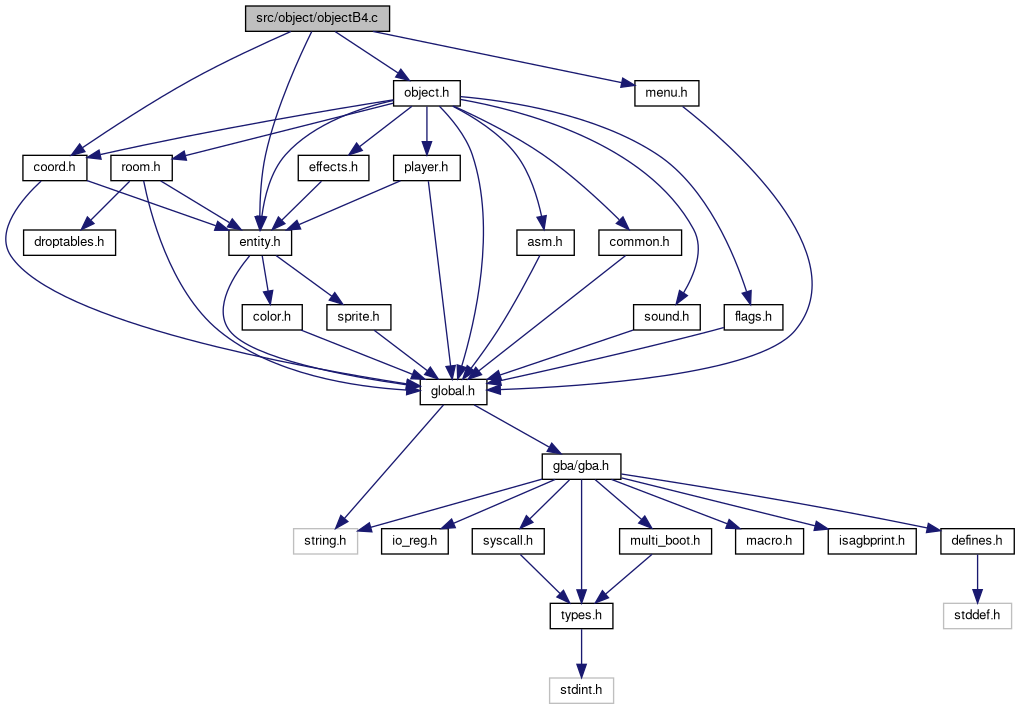 src/object/objectB4.c
object.h
menu.h
coord.h
room.h
effects.h
player.h
droptables.h
entity.h
asm.h
common.h
color.h
sprite.h
sound.h
flags.h
global.h
gba/gba.h
string.h
io_reg.h
syscall.h
multi_boot.h
macro.h
isagbprint.h
defines.h
types.h
stddef.h
stdint.h